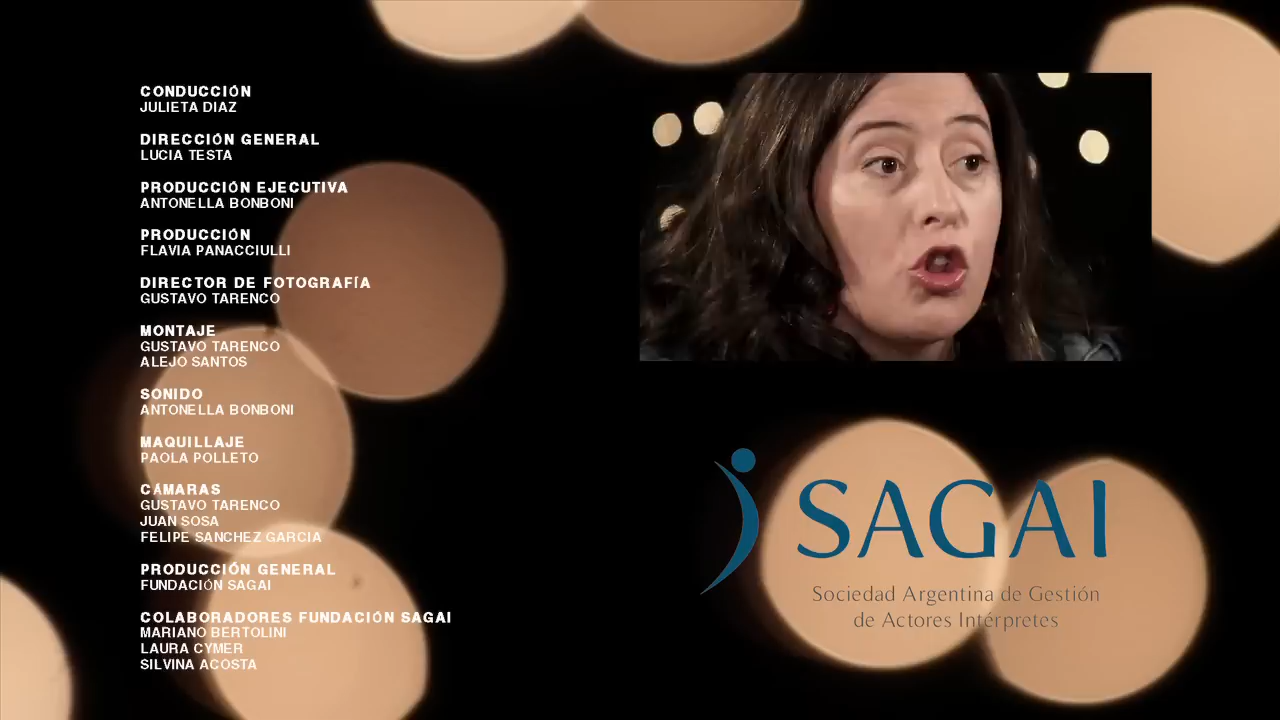 CONDUCCIÓN
JULIETA DIAZ
DIRECCIÓN GENERAL
LUCIA TESTA
PRODUCCIÓN EJECUTIVA
ANTONELLA BONBONI
PRODUCCIÓN
FLAVIA PANACCIULLI
DIRECTOR DE FOTOGRAFÍA
GUSTAVO TARENCO
MONTAJE
GUSTAVO TARENCO
ALEJO SANTOS
SONIDO
ANTONELLA BONBONI
MAQUILLAJE
PAOLA POLLETO
CÁMARAS
GUSTAVO TARENCO
JUAN SOSA
FELIPE SANCHEZ GARCIA
PRODUCCIÓN GENERAL
FUNDACIÓN SAGAI
COLABORADORES FUNDACIÓN SAGAI
MARIANO BERTOLINI
LAURA CYMER
SILVINA ACOSTA
SAGAI
Sociedad Argentina de Gestión
de Actores Intérpretes